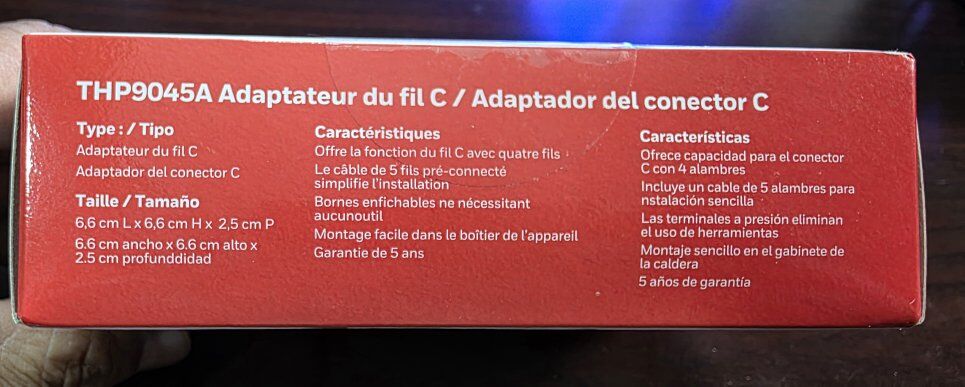 THP9045A Adaptateur du fil C / Adaptador del conector C
Type : / Tipo
Adaptateur du fil C
Adaptador del conector C
Taille / Tamaño
6,6 cm L x 6,6 cm H x 2,5 cm P
6.6 cm ancho x 6.6 cm alto x
2.5 cm profunddidad
Caractéristiques
Offre la fonction du fil C avec quatre fils
Le câble de 5 fils pré-connecté
simplifie l'installation
Bornes enfichables ne nécessitant
aucunoutil
Montage facile dans le boîtier de l'appareil
Garantie de 5 ans
Características
Ofrece capacidad para el conector
C con 4 alambres
Incluye un cable de 5 alambres para
nstalación sencilla
Las terminales a presión eliminan
el uso de herramientas
Montaje sencillo en el gabinete de
la caldera
5 años de garantía